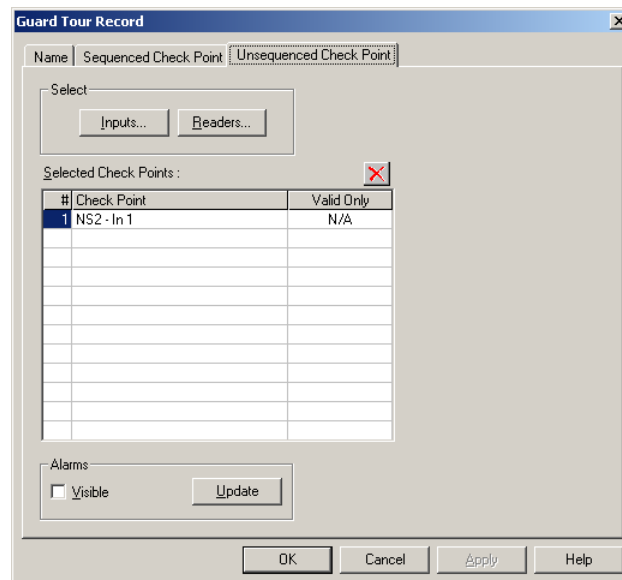 Guard Tour Record
Name Sequenced Check Point Unsequenced Check Point
Select
Inputs... Readers...
Selected Check Points :
# Check Point Valid Only
1 NS2 - In 1 N/A
Alarms
Visible Update
OK Cancel Apply Help